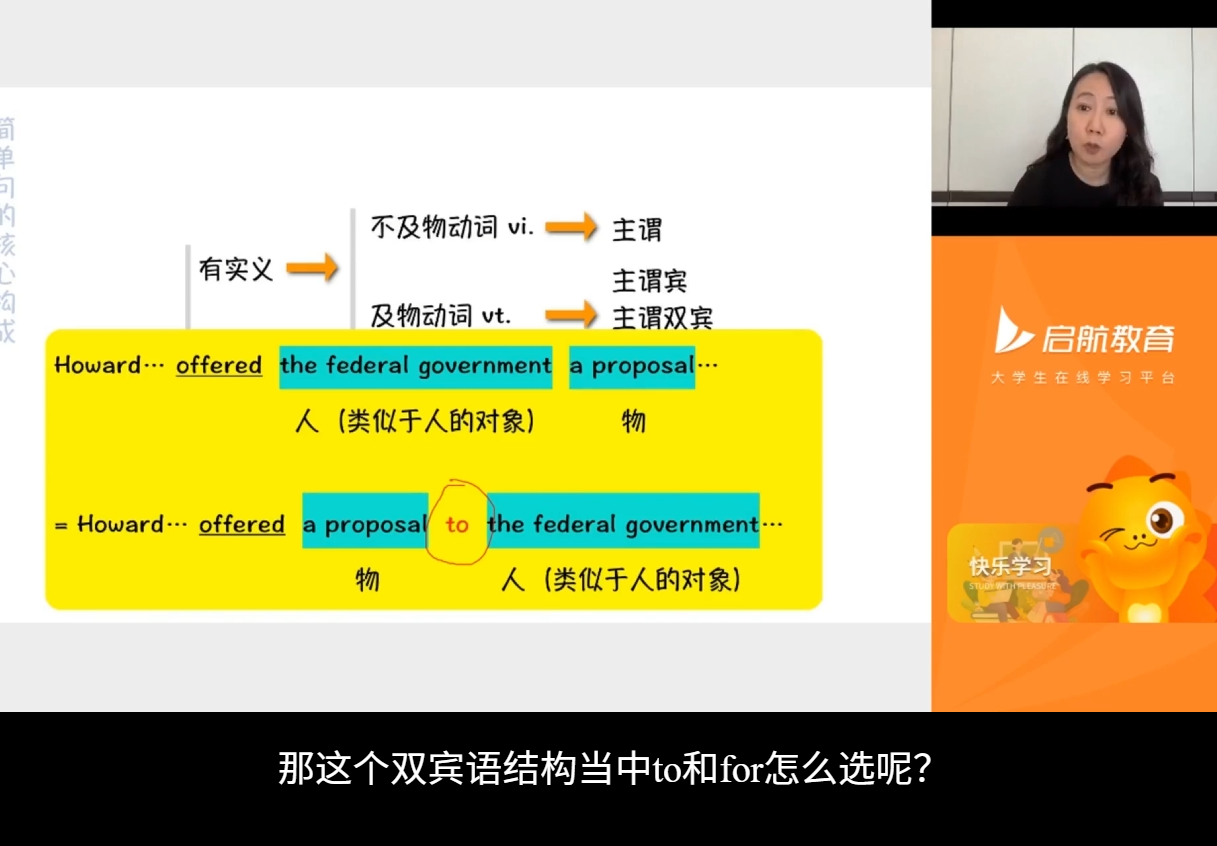 简单句的核心构成
不及物动词 vi.
主谓
有实义
主谓宾
及物动词 vt.
主谓双宾
Howard… offered the federal government a proposal…
人（类似于人的对象） 物
= Howard… offered a proposal to the federal government…
物 人（类似于人的对象）
启航教育
大学生在线学习平台
快乐学习
STUDY WITH PLEASURE
那这个双宾语结构当中to和for怎么选呢?